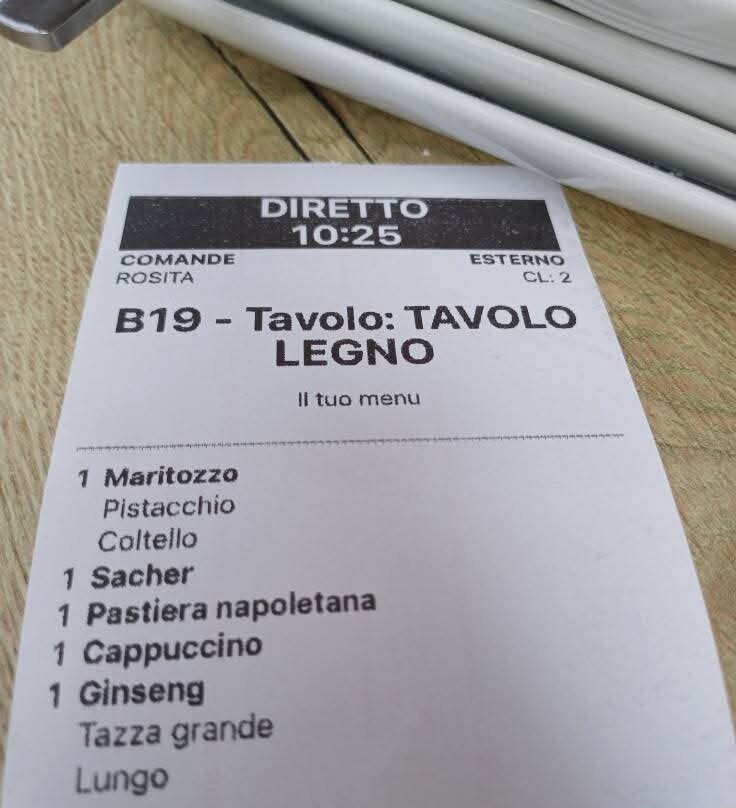 DIRETTO
10:25
COMANDE ESTERNO
ROSITA CL: 2
B19 - Tavolo: TAVOLO
LEGNO
Il tuo menu
1 Maritozzo
Pistacchio
Coltello
1 Sacher
1 Pastiera napoletana
1 Cappuccino
1 Ginseng
Tazza grande
Lungo